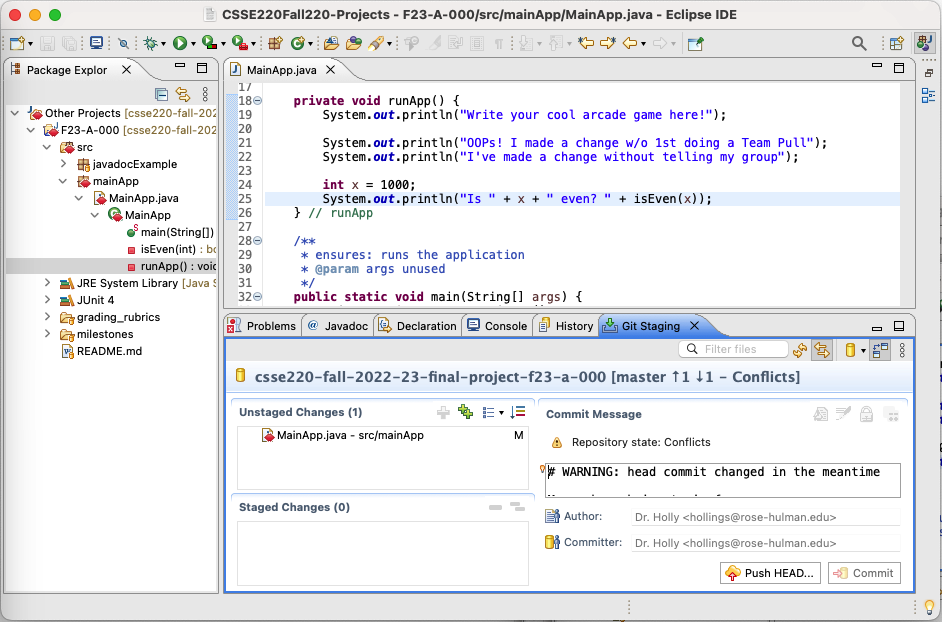 CSSE220Fall220-Projects - F23-A-000/src/mainApp/MainApp.java - Eclipse IDE
Package Explor
Other Projects [csse220-fall-202
F23-A-000 [csse220-fall-2022
src
javadocExample
mainApp
MainApp.java
MainApp
main(String[])
isEven(int) : bo
runApp() : void
JRE System Library [Java S
JUnit 4
grading_rubrics
milestones
README.md
MainApp.java
17
18 private void runApp() {
19 System.out.println("Write your cool arcade game here!");
20
21 System.out.println("OOPs! I made a change w/o 1st doing a Team Pull");
22 System.out.println("I've made a change without telling my group");
23
24 int x = 1000;
25 System.out.println("Is " + x + " even? " + isEven(x));
26 } // runApp
27
28 /**
29 * ensures: runs the application
30 * @param args unused
31 */
32 public static void main(String[] args) {
Problems
Javadoc
Declaration
Console
History
Git Staging
Filter files
csse220-fall-2022-23-final-project-f23-a-000 [master ↑1 ↓1 - Conflicts]
Unstaged Changes (1)
MainApp.java - src/mainApp M
Staged Changes (0)
Commit Message
Repository state: Conflicts
# WARNING: head commit changed in the meantime
Author: Dr. Holly <hollings@rose-hulman.edu>
Committer: Dr. Holly <hollings@rose-hulman.edu>
Push HEAD...
Commit